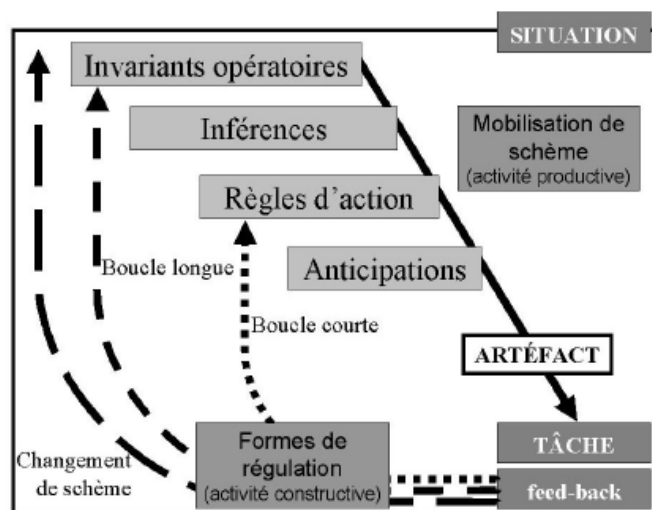 SITUATION
Invariants opératoires
Inférences
Mobilisation de
schème
(activité productive)
Règles d'action
Boucle longue
Anticipations
Boucle courte
ARTÉFACT
Formes de
régulation
(activité constructive)
TÂCHE
Changement
de schème
feed-back